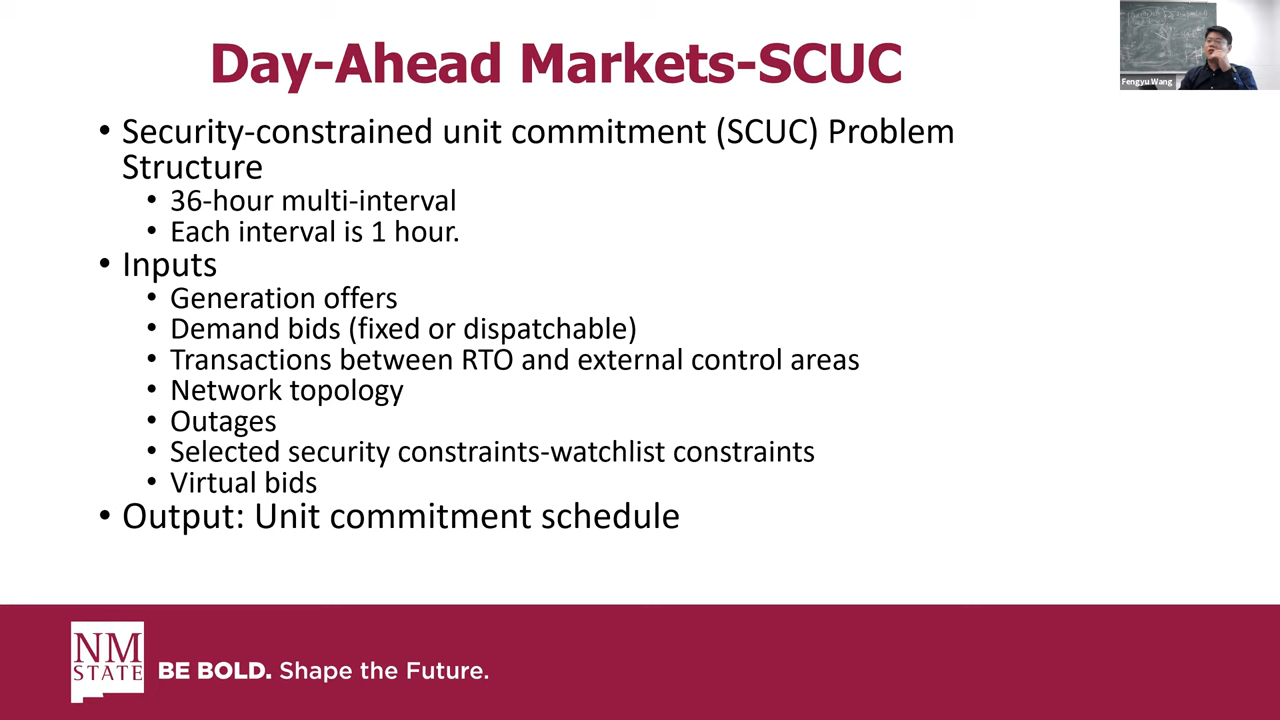 Day-Ahead Markets-SCUC
Fengyu Wang
• Security-constrained unit commitment (SCUC) Problem
Structure
• 36-hour multi-interval
• Each interval is 1 hour.
• Inputs
• Generation offers
• Demand bids (fixed or dispatchable)
• Transactions between RTO and external control areas
• Network topology
• Outages
• Selected security constraints-watchlist constraints
• Virtual bids
• Output: Unit commitment schedule
NM
STATE
BE BOLD. Shape the Future.